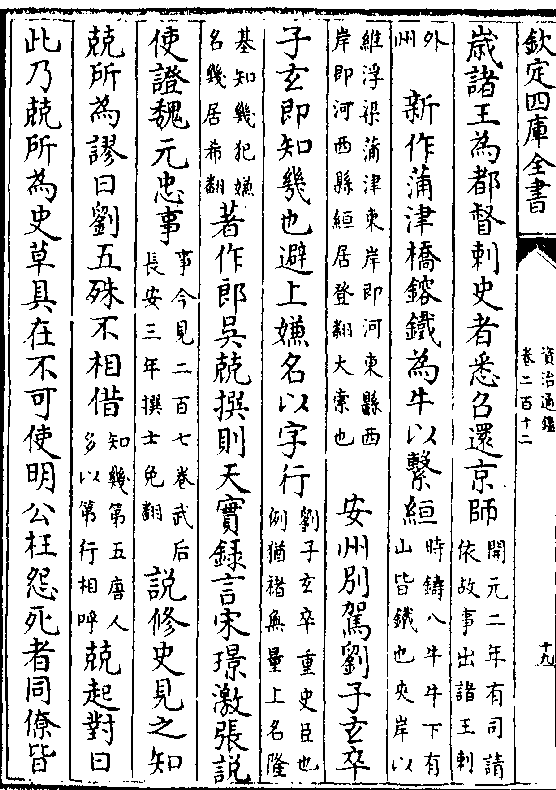 欽定四庫全書
資治通鑑
卷二百十二
十九
歲諸王為都督刺史者悉召還京師開元二年有司請依故事出諸王刺
外州新作蒲津橋鎔鐵為牛以繫絙時鑄八牛牛下有山皆鐵也夾岸以
維浮梁蒲津東岸即河東縣西岸即河西縣絙居登翻大索也安州別駕劉子玄卒
子玄即知幾也避上嫌名以字行劉子玄卒重史臣也例猶褚無量上名隆
基知幾犯嫌名幾居希翻著作郎吳兢撰則天實錄言宋璟激張說
使證魏元忠事事今見二百七卷武后長安三年撰士免翻說修史見之知
兢所為謬曰劉五殊不相借知幾第五唐人多以第行相呼兢起對曰
此乃兢所為史草具在不可使明公枉怨死者同僚皆